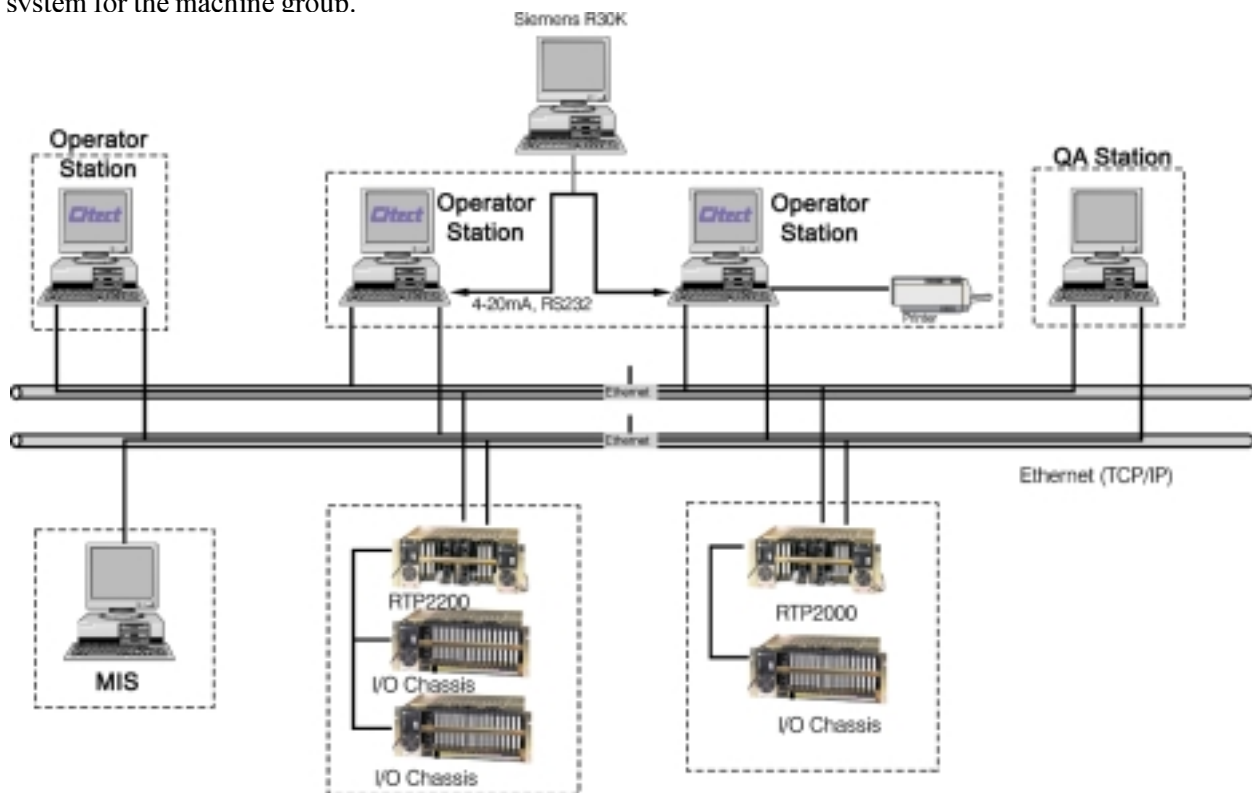 system for the machine group.
Siemens R30K
Operator
Station
Citect
Citect
Operator
Station
Citect
Operator
Station
QA Station
4-20mA, RS232
Printer
Ethernet
Ethernet
Ethernet (TCP/IP)
MIS
RTP2200
I/O Chassis
I/O Chassis
RTP2000
I/O Chassis